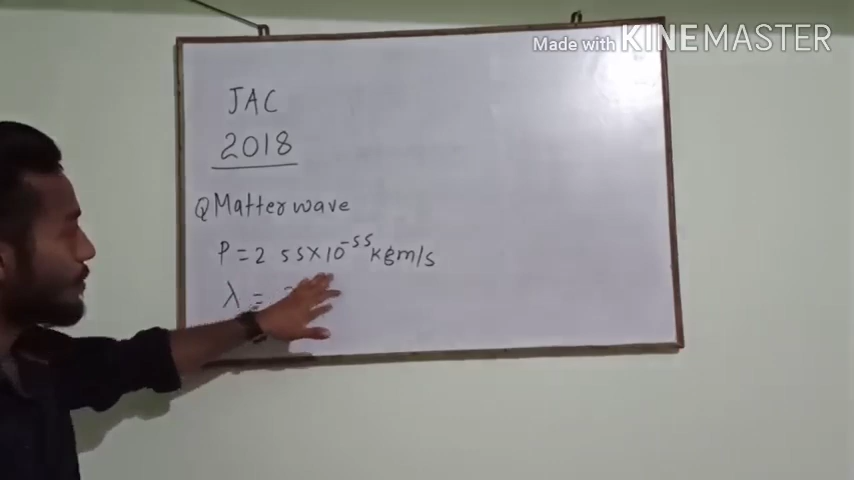 Made with KINEMASTER
JAC
2018
Q Matter wave
P = 2 55 × 10⁻⁵⁵ kgm/s
λ =